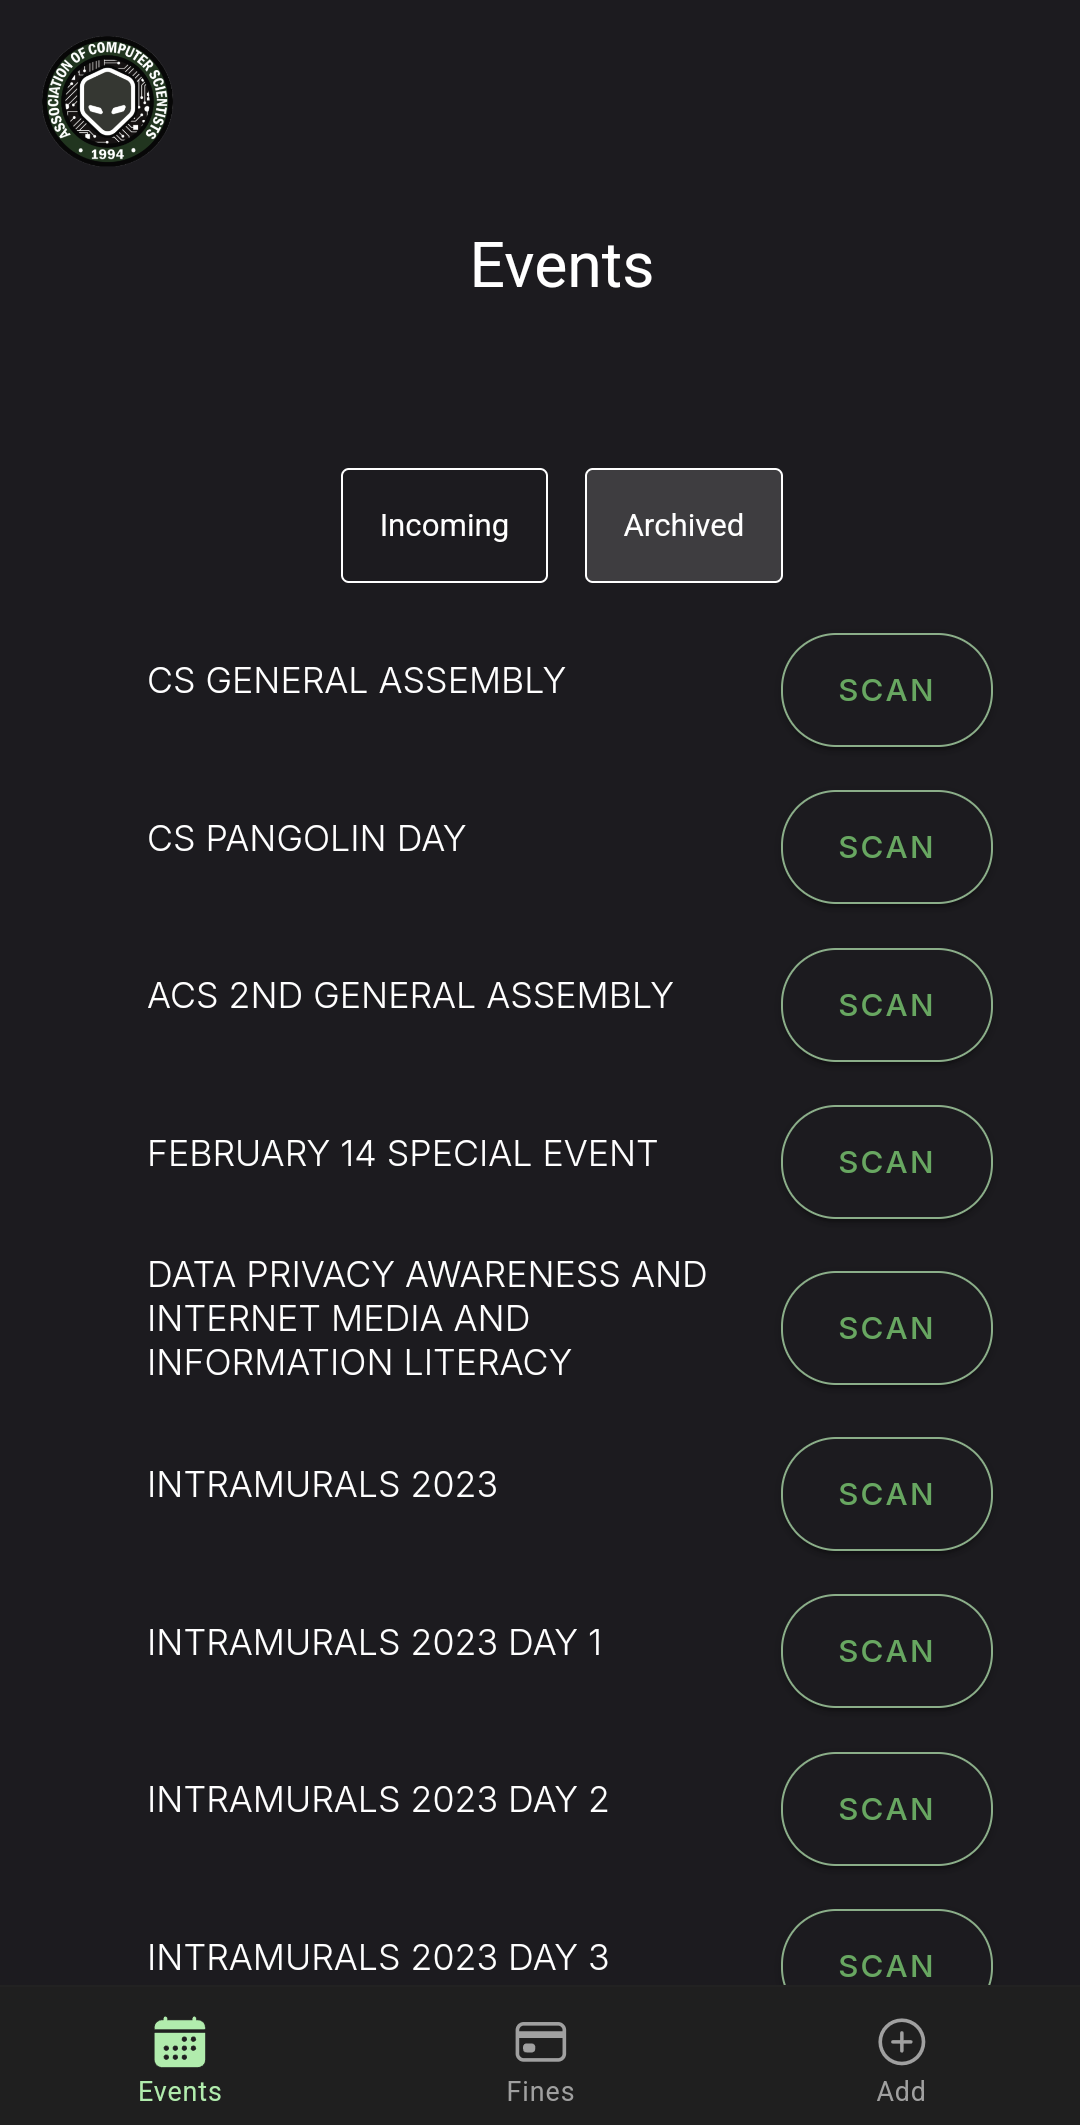 ASSOCIATION OF COMPUTER SCIENTISTS
• 1994 •
Events
Incoming
Archived
CS GENERAL ASSEMBLY
SCAN
CS PANGOLIN DAY
SCAN
ACS 2ND GENERAL ASSEMBLY
SCAN
FEBRUARY 14 SPECIAL EVENT
SCAN
DATA PRIVACY AWARENESS AND
INTERNET MEDIA AND
INFORMATION LITERACY
SCAN
INTRAMURALS 2023
SCAN
INTRAMURALS 2023 DAY 1
SCAN
INTRAMURALS 2023 DAY 2
SCAN
INTRAMURALS 2023 DAY 3
SCAN
Events
Fines
Add